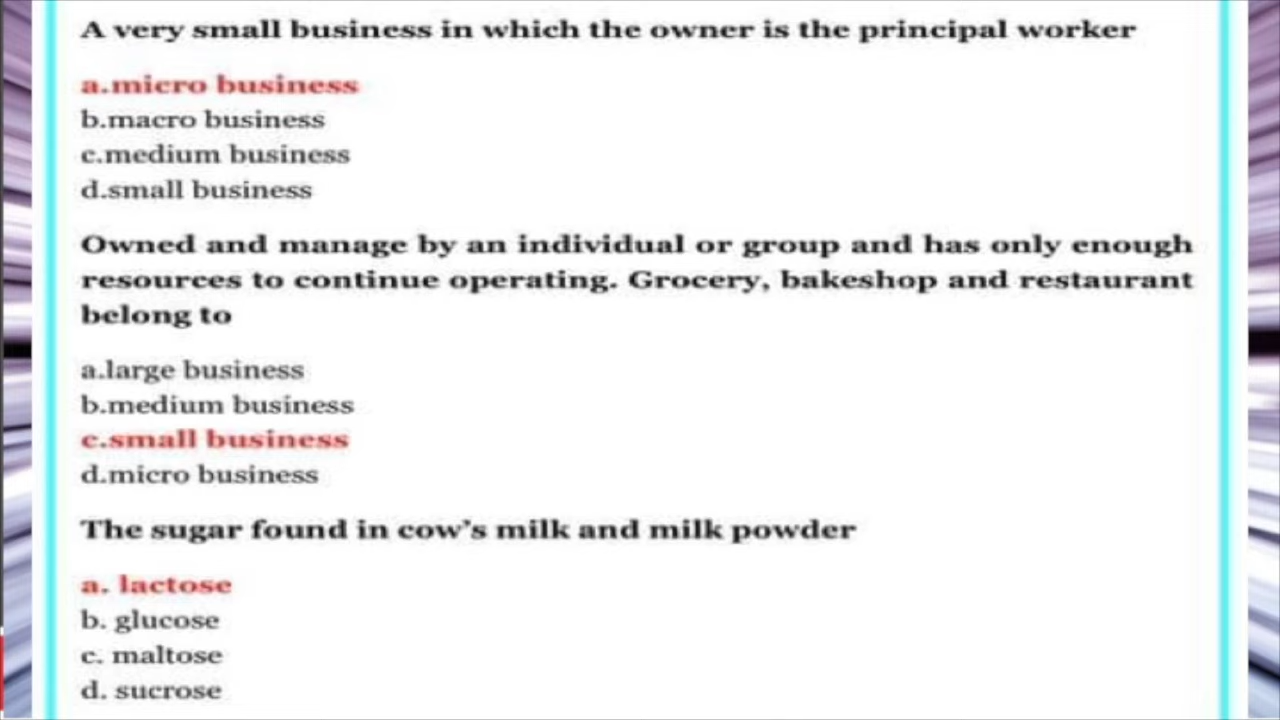 A very small business in which the owner is the principal worker
a.micro business
b.macro business
c.medium business
d.small business
Owned and manage by an individual or group and has only enough
resources to continue operating. Grocery, bakeshop and restaurant
belong to
a.large business
b.medium business
c.small business
d.micro business
The sugar found in cow's milk and milk powder
a. lactose
b. glucose
c. maltose
d. sucrose